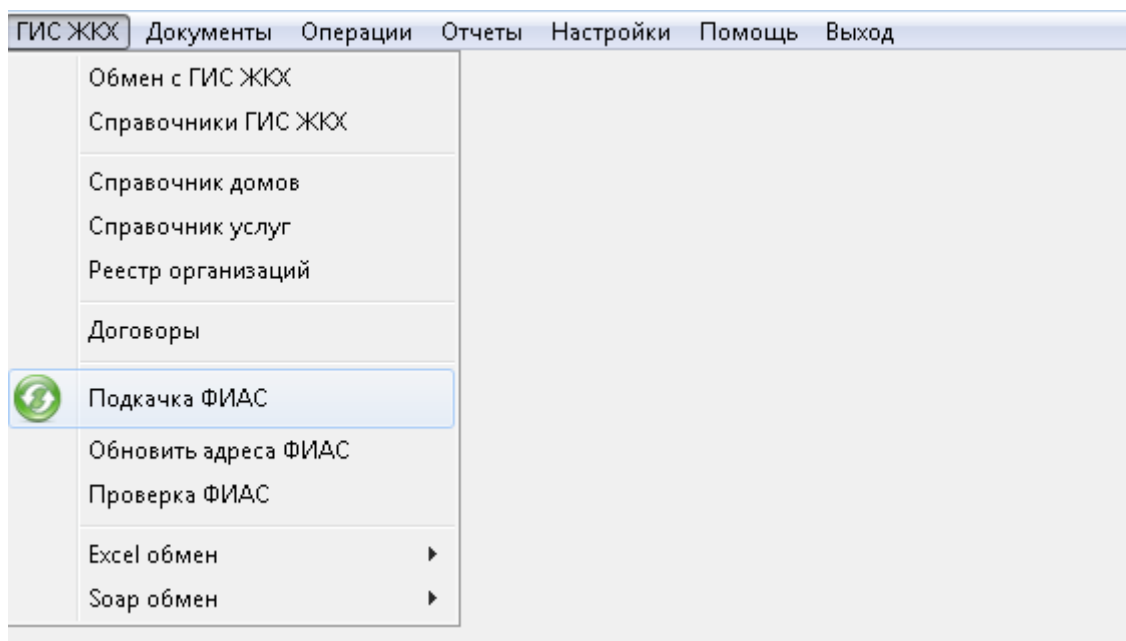 ГИС ЖКХ Документы Операции Отчеты Настройки Помощь Выход
Обмен с ГИС ЖКХ
Справочники ГИС ЖКХ
Справочник домов
Справочник услуг
Реестр организаций
Договоры
Подкачка ФИАС
Обновить адреса ФИАС
Проверка ФИАС
Excel обмен
Soap обмен